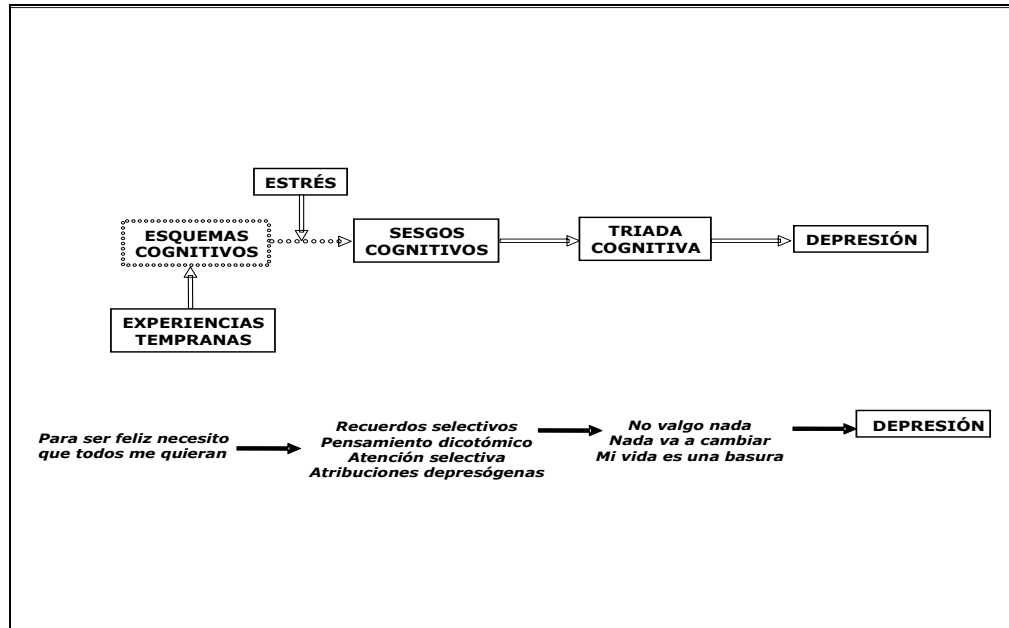 ESTRÉS
ESQUEMAS
COGNITIVOS
SESGOS
COGNITIVOS
TRIADA
COGNITIVA
DEPRESIÓN
EXPERIENCIAS
TEMPRANAS
Para ser feliz necesito
que todos me quieran
Recuerdos selectivos
Pensamiento dicotómico
Atención selectiva
Atribuciones depresógenas
No valgo nada
Nada va a cambiar
Mi vida es una basura
DEPRESIÓN